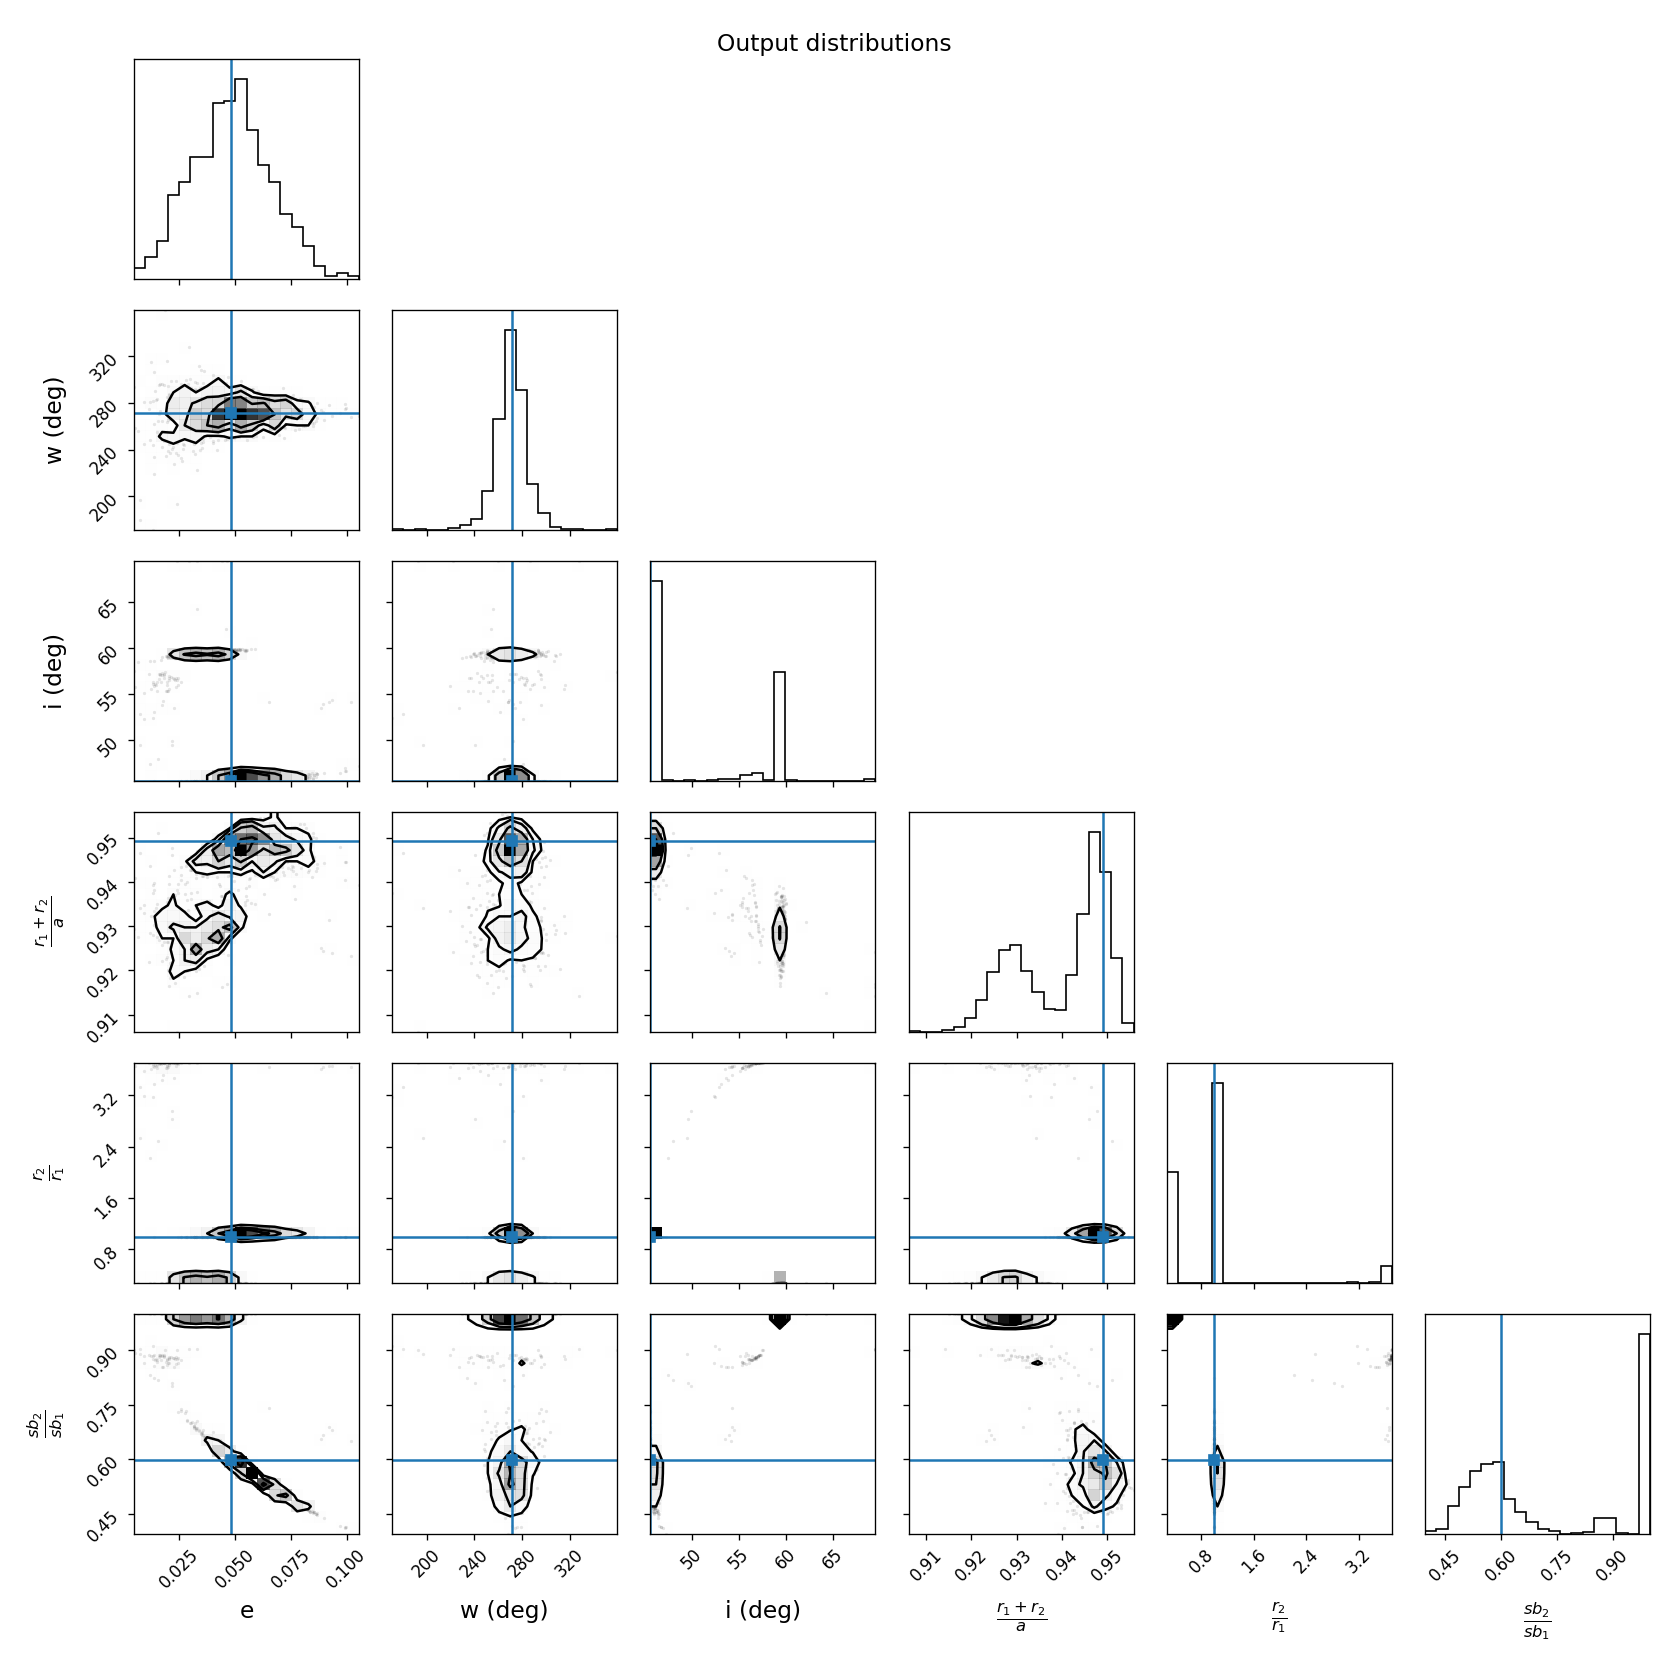 Output distributions
w (deg)
320
280
240
200
i (deg)
65
60
55
50
r₁ + r₂
a
0.95
0.94
0.93
0.92
0.91
r₂
r₁
3.2
2.4
1.6
0.8
sb₂
sb₁
0.90
0.75
0.60
0.45
0.025 0.050 0.075 0.100 200 240 280 320 50 55 60 65 0.91 0.92 0.93 0.94 0.95 0.8 1.6 2.4 3.2 0.45 0.60 0.75 0.90
e w (deg) i (deg) r₁ + r₂ r₂ sb₂
a r₁ sb₁